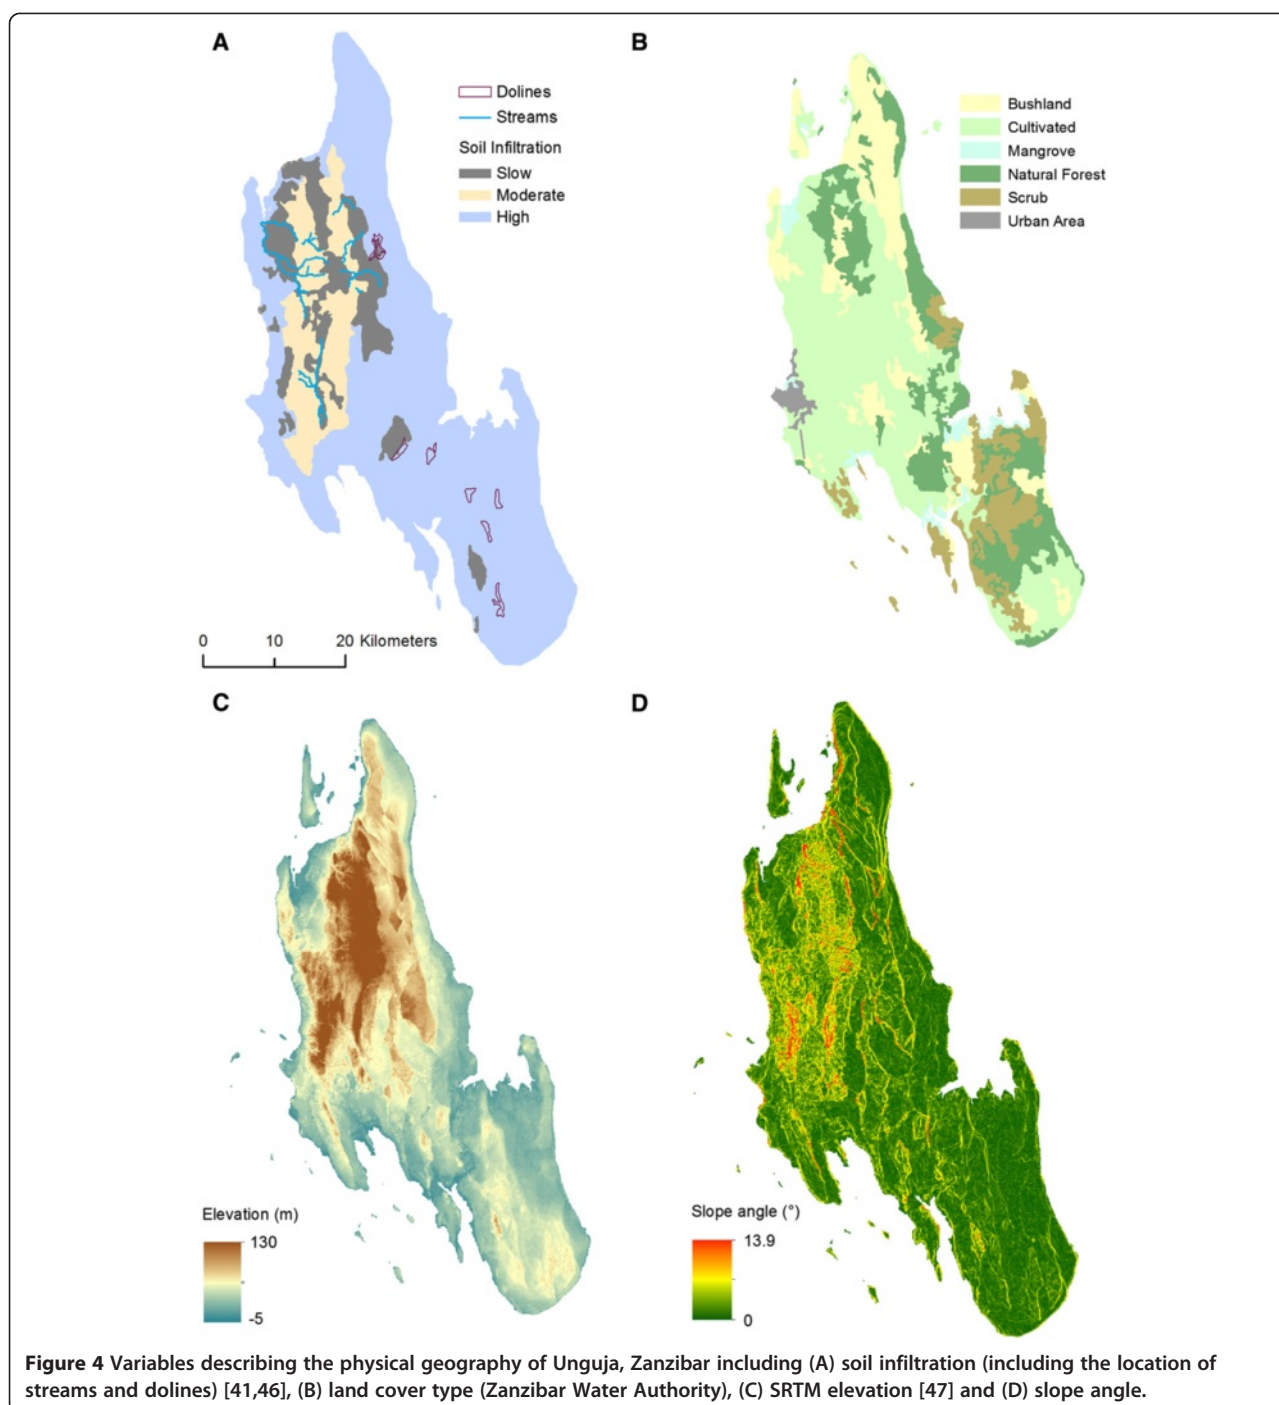 A
Dolines
Streams
Soil Infiltration
Slow
Moderate
High
0 10 20 Kilometers
B
Bushland
Cultivated
Mangrove
Natural Forest
Scrub
Urban Area
C
Elevation (m)
130
-5
D
Slope angle (°)
13.9
0
Figure 4 Variables describing the physical geography of Unguja, Zanzibar including (A) soil infiltration (including the location of
streams and dolines) [41,46], (B) land cover type (Zanzibar Water Authority), (C) SRTM elevation [47] and (D) slope angle.